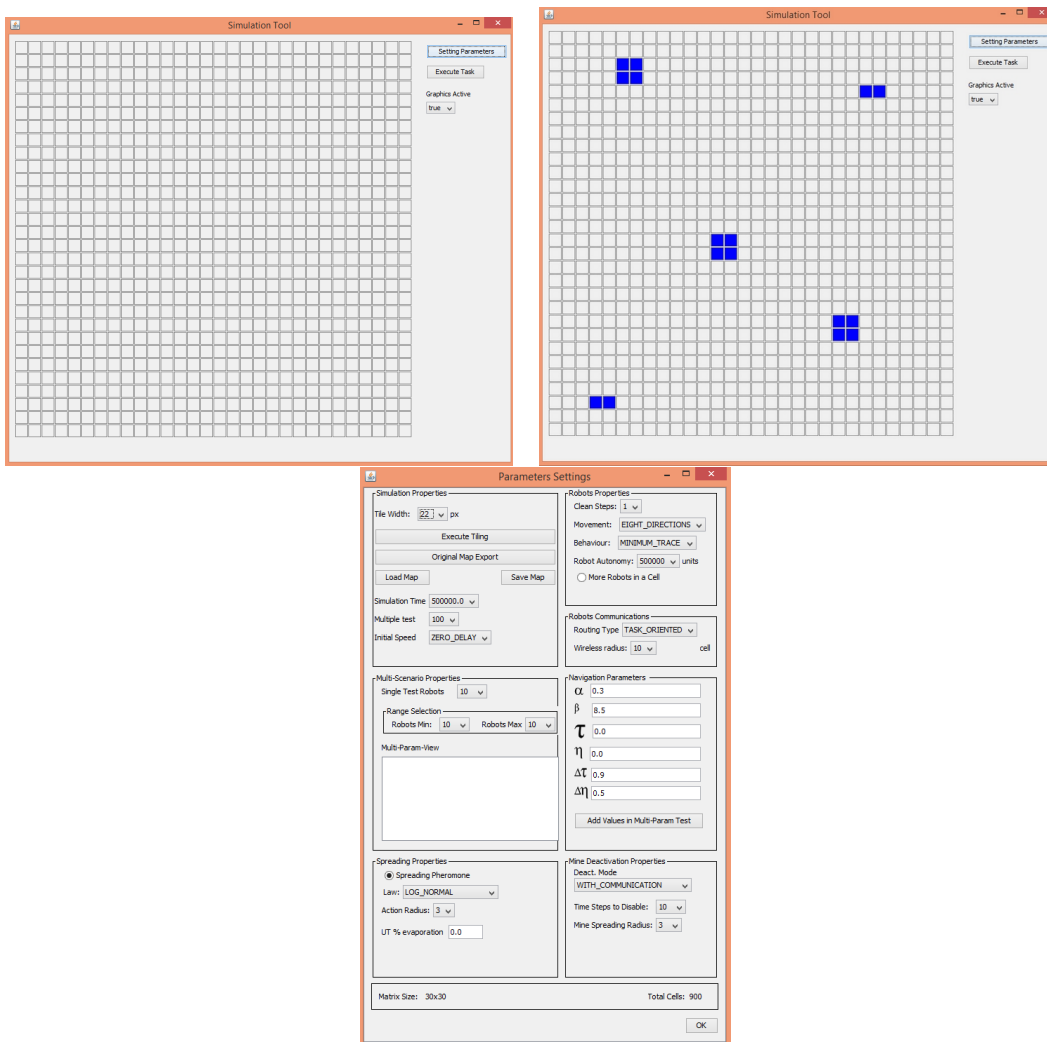 Simulation Tool
Setting Parameters
Execute Task
Graphics Active
true
Simulation Tool
Setting Parameters
Execute Task
Graphics Active
true
Parameters Settings
Simulation Properties
Tile Width: 22 px
Execute Tiling
Original Map Export
Load Map Save Map
Simulation Time 500000.0
Multiple test 100
Initial Speed ZERO_DELAY
Robots Properties
Clean Steps: 1
Movement: EIGHT_DIRECTIONS
Behaviour: MINIMUM_TRACE
Robot Autonomy: 500000 units
More Robots in a Cell
Robots Communications
Routing Type TASK_ORIENTED
Wireless radius: 10 cell
Multi-Scenario Properties
Single Test Robots 10
Range Selection
Robots Min: 10 Robots Max 10
Multi-Param-View
Navigation Parameters
α 0.3
β 8.5
τ 0.0
η 0.0
Δτ 0.9
Δη 0.5
Add Values in Multi-Param Test
Spreading Properties
Spreading Pheromone
Law: LOG_NORMAL
Action Radius: 3
UT % evaporation 0.0
Mine Deactivation Properties
Deact. Mode
WITH_COMMUNICATION
Time Steps to Disable: 10
Mine Spreading Radius: 3
Matrix Size: 30x30 Total Cells: 900
OK